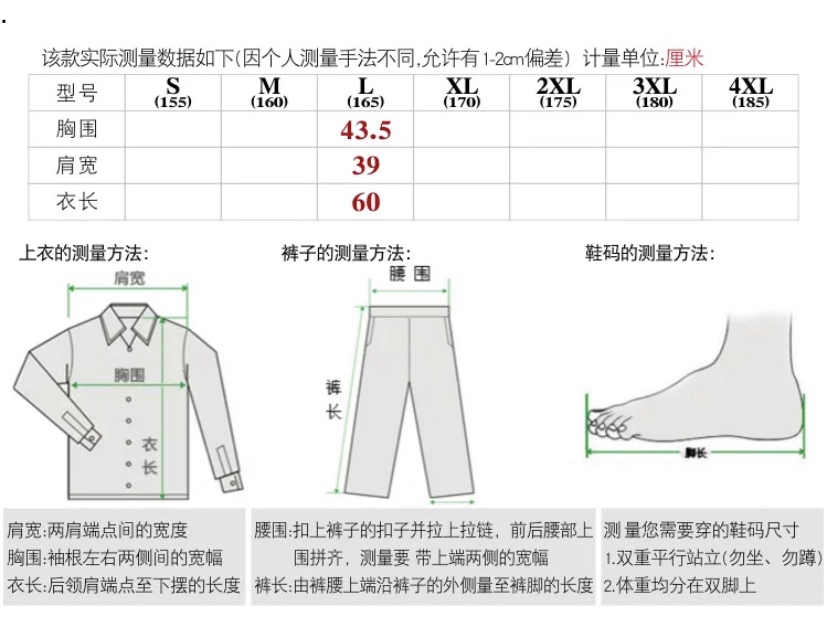 该款实际测量数据如下(因个人测量手法不同,允许有1-2cm偏差) 计量单位:厘米
型号 S (155) M (160) L (165) XL (170) 2XL (175) 3XL (180) 4XL (185)
胸围 43.5
肩宽 39
衣长 60
上衣的测量方法:
肩宽
胸围
衣长
裤子的测量方法:
腰围
裤长
鞋码的测量方法:
脚长
肩宽:两肩端点间的宽度
胸围:袖根左右两侧间的宽幅
衣长:后领肩端点至下摆的长度
腰围:扣上裤子的扣子并拉上拉链，前后腰部上
围拼齐，测量要 带上端两侧的宽幅
裤长:由裤腰上端沿裤子的外侧量至裤脚的长度
测 量您需要穿的鞋码尺寸
1.双重平行站立(勿坐、勿蹲)
2.体重均分在双脚上